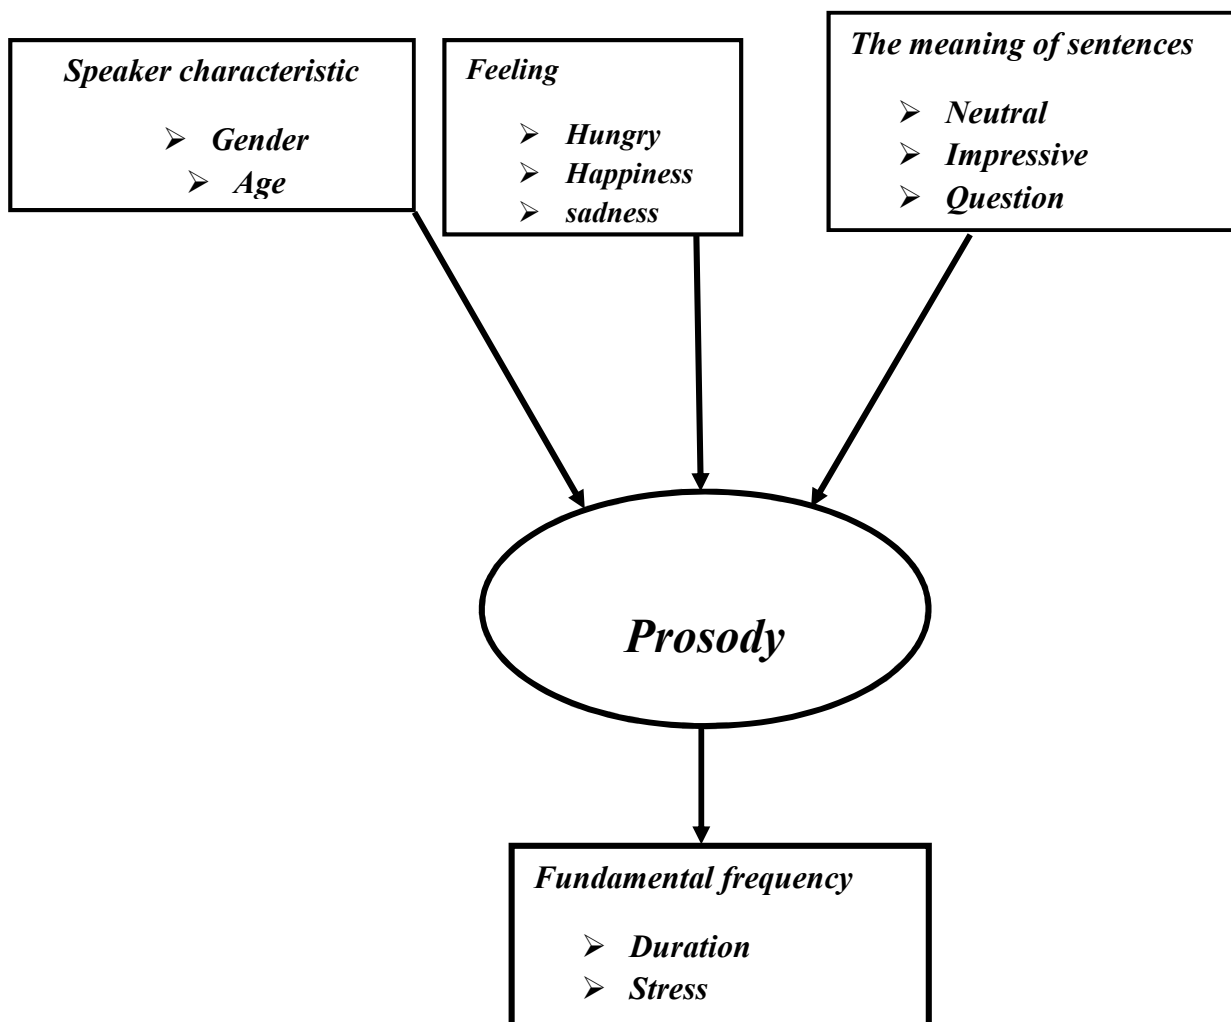 Speaker characteristic
➢ Gender
➢ Age
Feeling
➢ Hungry
➢ Happiness
➢ sadness
The meaning of sentences
➢ Neutral
➢ Impressive
➢ Question
Prosody
Fundamental frequency
➢ Duration
➢ Stress